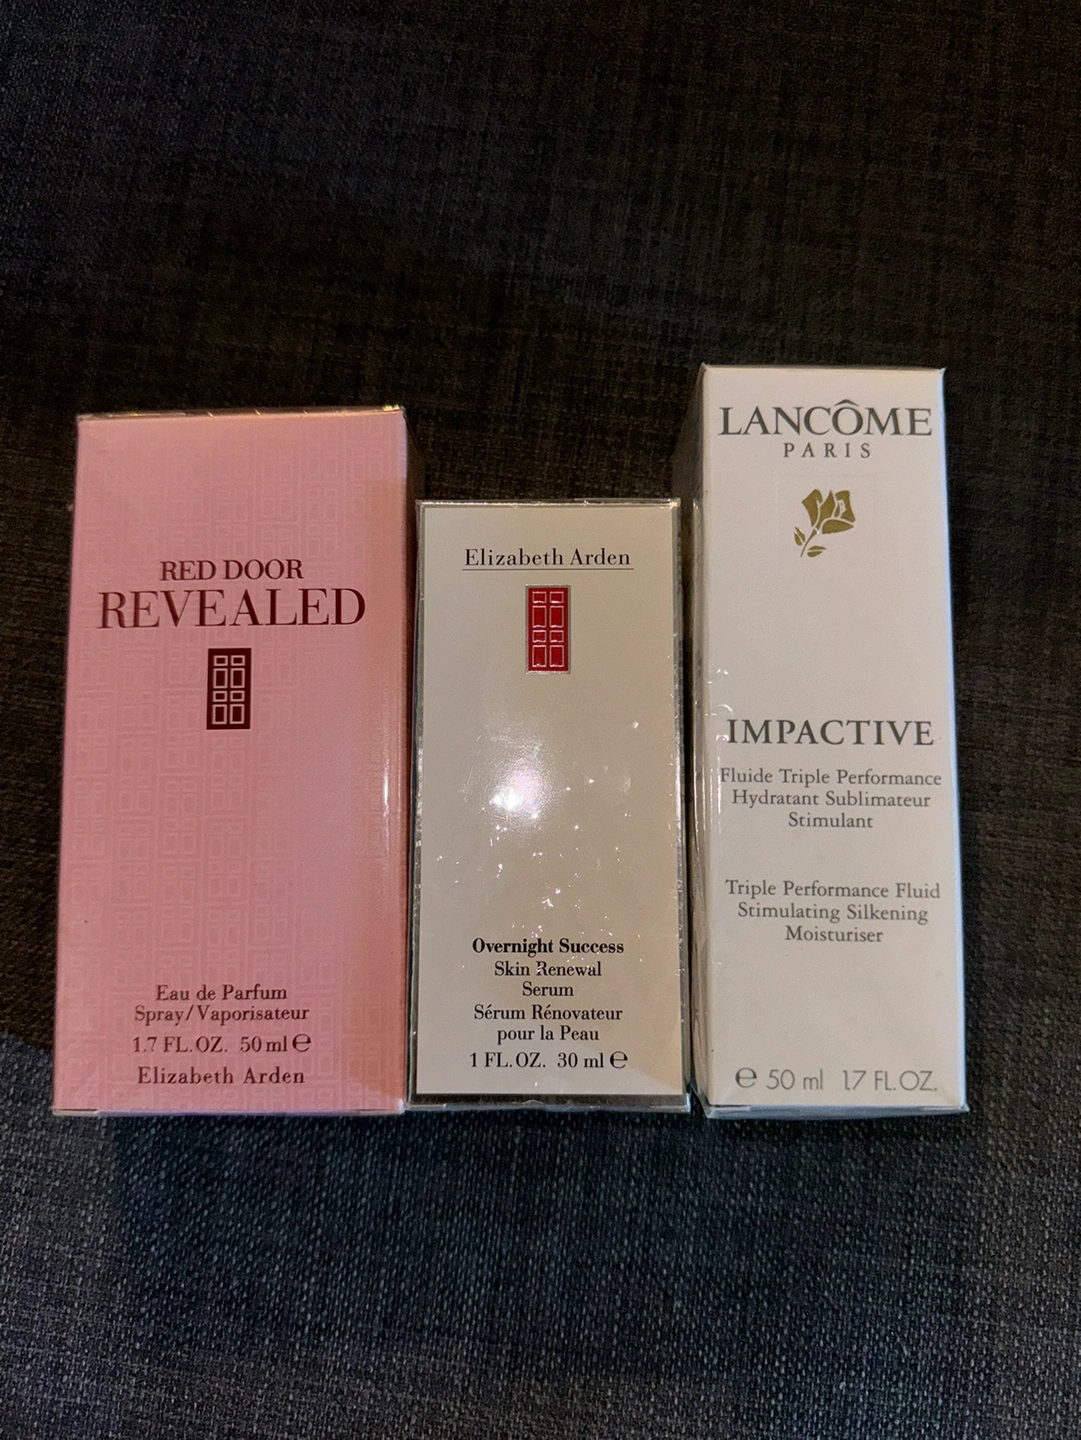 RED DOOR
REVEALED
Eau de Parfum
Spray/Vaporisateur
1.7 FL.OZ. 50 ml e
Elizabeth Arden
Elizabeth Arden
Overnight Success
Skin Renewal
Serum
Sérum Rénovateur
pour la Peau
1 FL.OZ. 30 ml e
LANCÔME
PARIS
IMPACTIVE
Fluide Triple Performance
Hydratant Sublimateur
Stimulant
Triple Performance Fluid
Stimulating Silkening
Moisturiser
e 50 ml 1.7 FL.OZ.